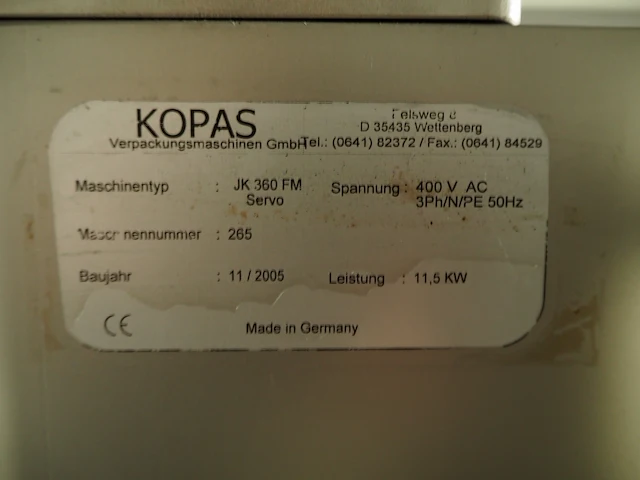 KOPAS
Verpackungsmaschinen GmbH
Felsweg
D 35435 Wettenberg
Tel.: (0641) 82372 / Fax.: (0641) 84529
Maschinentyp : JK 360 FM Servo
Spannung : 400 V AC
3Ph/N/PE 50Hz
Maschinennummer : 265
Baujahr : 11 / 2005
Leistung : 11,5 KW
CE
Made in Germany